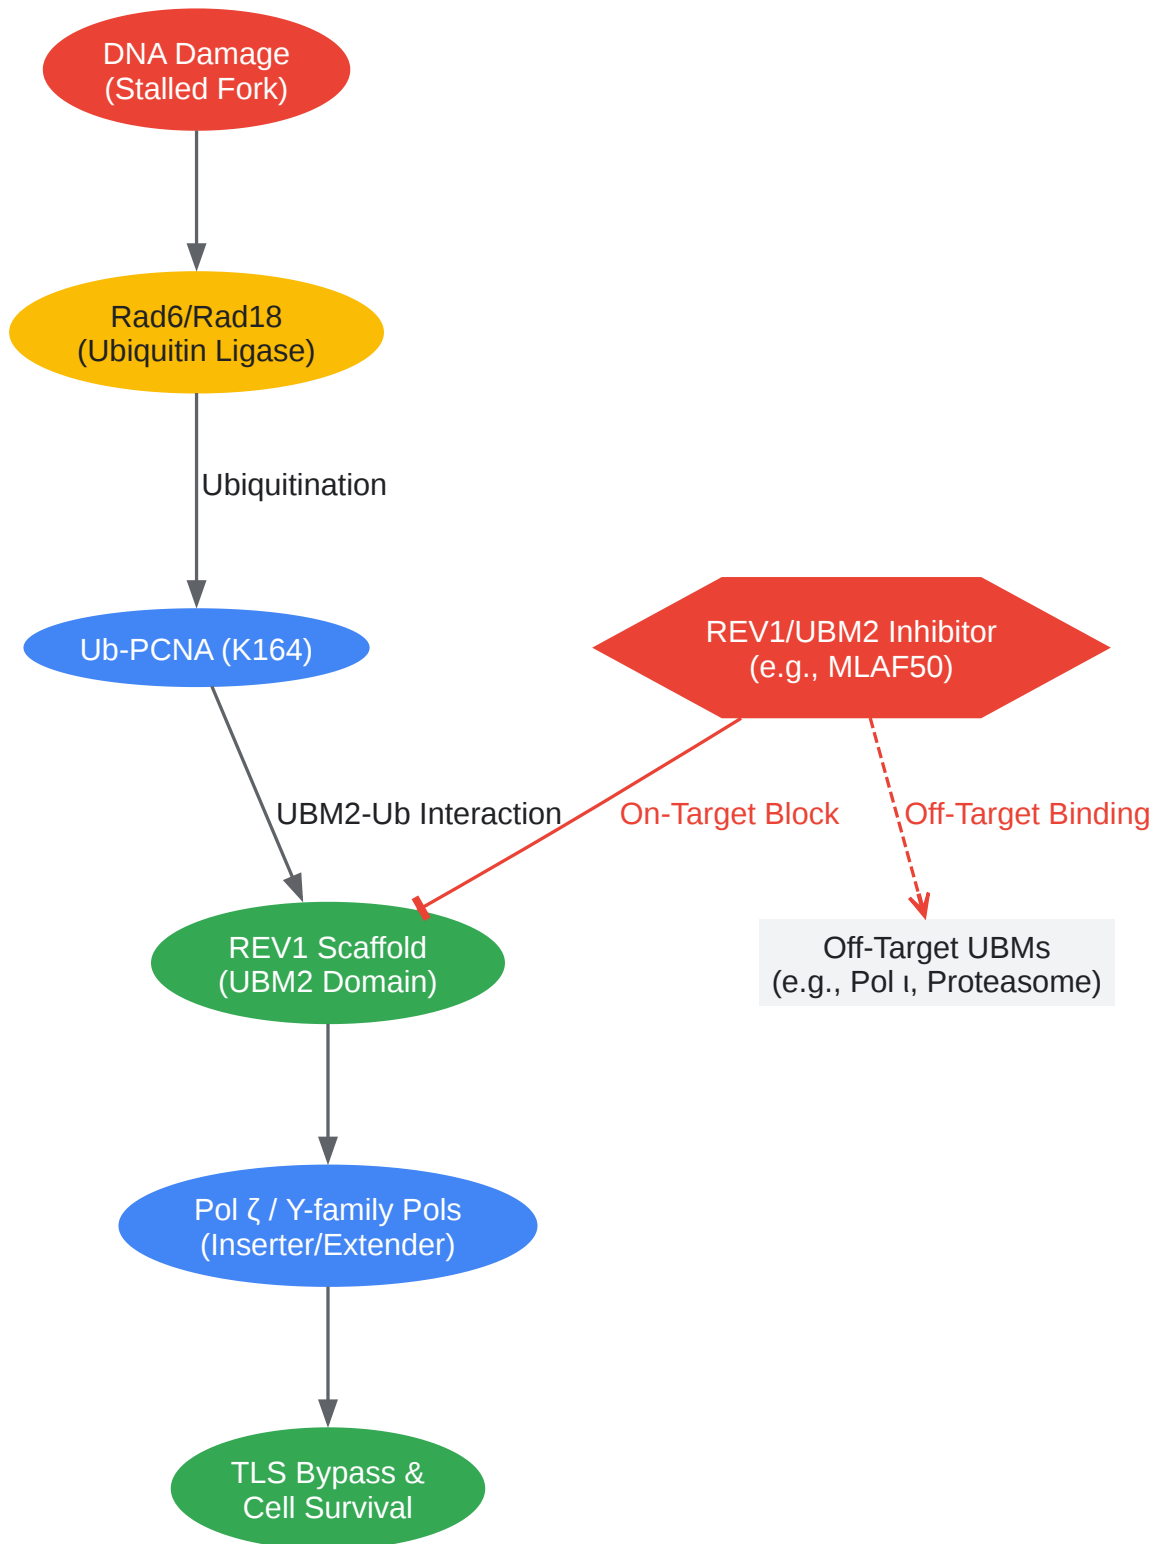 DNA Damage
(Stalled Fork)
Rad6/Rad18
(Ubiquitin Ligase)
Ubiquitination
Ub-PCNA (K164)
REV1/UBM2 Inhibitor
(e.g., MLAF50)
UBM2-Ub Interaction
On-Target Block
Off-Target Binding
REV1 Scaffold
(UBM2 Domain)
Off-Target UBMs
(e.g., Pol ι, Proteasome)
Pol ζ / Y-family Pols
(Inserter/Extender)
TLS Bypass &
Cell Survival